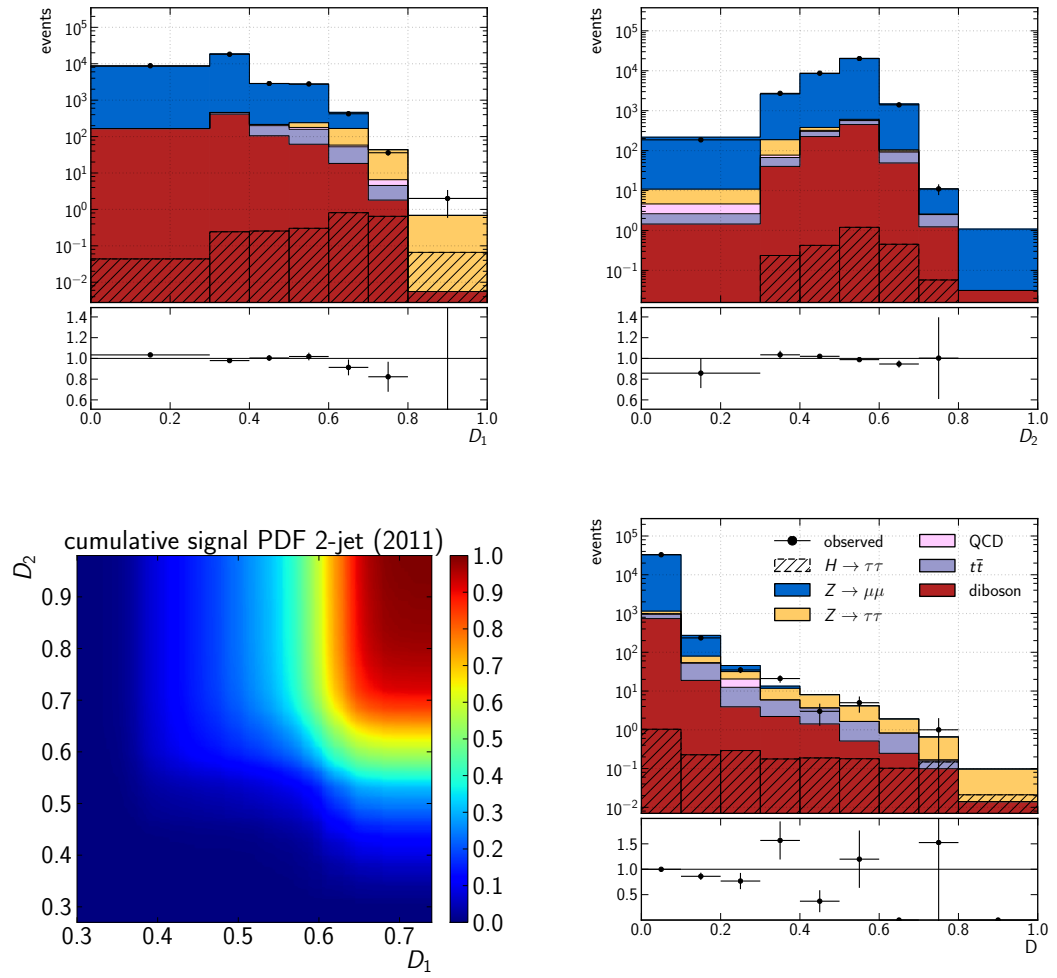 events
10^5
10^4
10^3
10^2
10^1
10^0
10^-1
10^-2
1.4
1.2
1.0
0.8
0.6
0.0 0.2 0.4 0.6 0.8 1.0
D_1
events
10^5
10^4
10^3
10^2
10^1
10^0
10^-1
1.4
1.2
1.0
0.8
0.6
0.0 0.2 0.4 0.6 0.8 1.0
D_2
cumulative signal PDF 2-jet (2011)
D_2
0.9
0.8
0.7
0.6
0.5
0.4
0.3
0.3 0.4 0.5 0.6 0.7
D_1
1.0
0.9
0.8
0.7
0.6
0.5
0.4
0.3
0.2
0.1
0.0
events
10^5
10^4
10^3
10^2
10^1
10^0
10^-1
10^-2
observed
H → ττ
Z → μμ
Z → ττ
QCD
tt̄
diboson
1.5
1.0
0.5
0.0 0.2 0.4 0.6 0.8 1.0
D